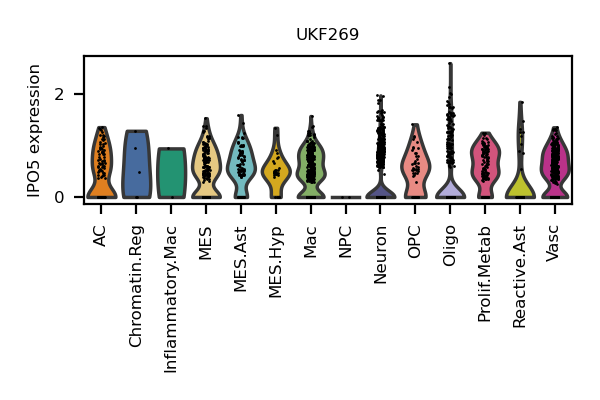 UKF269
IPO5 expression
2
0
AC
Chromatin.Reg
Inflammatory.Mac
MES
MES.Ast
MES.Hyp
Mac
NPC
Neuron
OPC
Oligo
Prolif.Metab
Reactive.Ast
Vasc